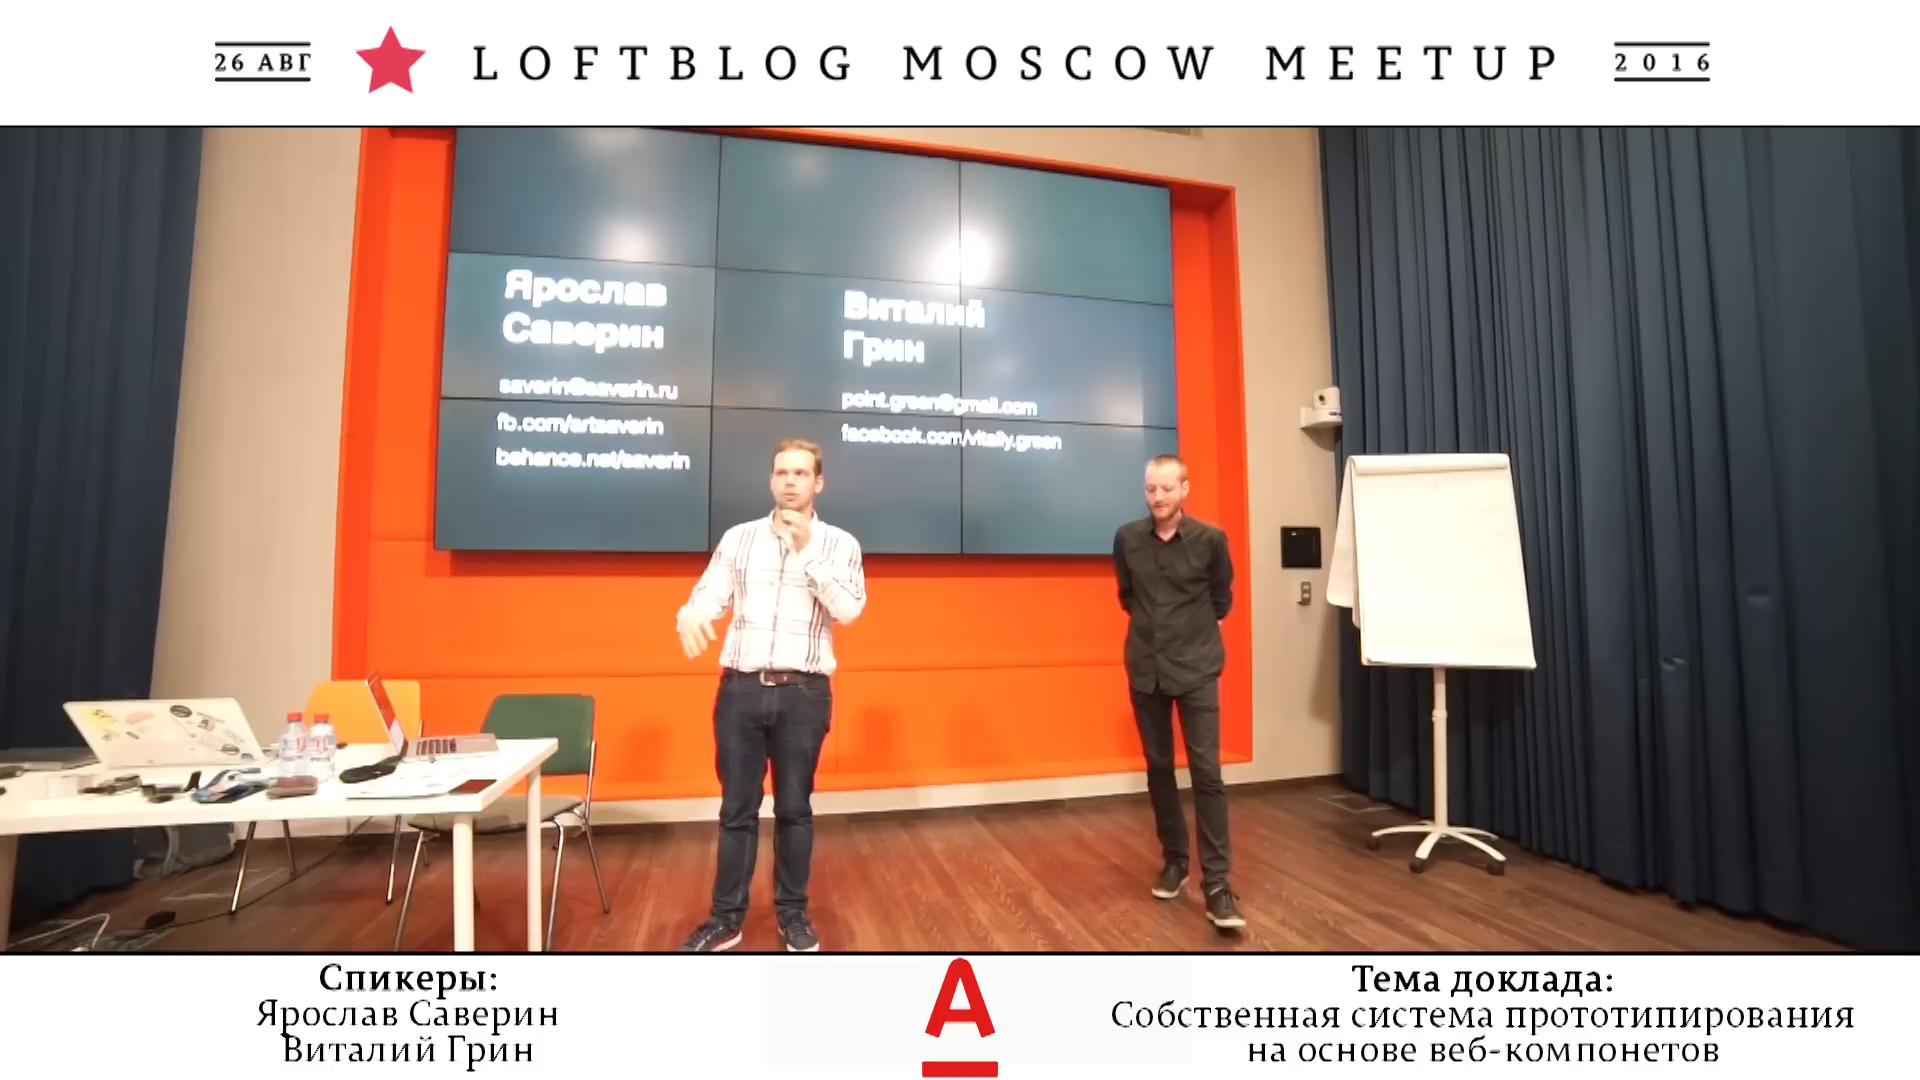 26 АВГ
LOFTBLOG MOSCOW MEETUP
2016
Ярослав
Саверин
saverin@saverin.ru
fb.com/artsaverin
behance.net/saverin
Виталий
Грин
point.green@gmail.com
facebook.com/vitaliy.green
Спикеры:
Ярослав Саверин
Виталий Грин
А
Тема доклада:
Собственная система прототипирования
на основе веб-компонетов